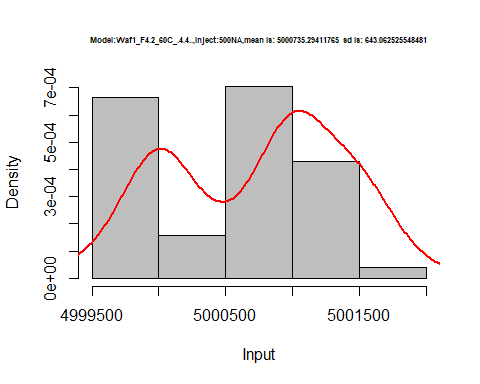 Model:Waf1_F4.2_60C_.4.4..,Inject:500NA,mean is: 5000735.29411765 sd is: 643.062525548481
7e-04
5e-04
3e-04
0e+00
Density
4999500 5000500 5001500
Input